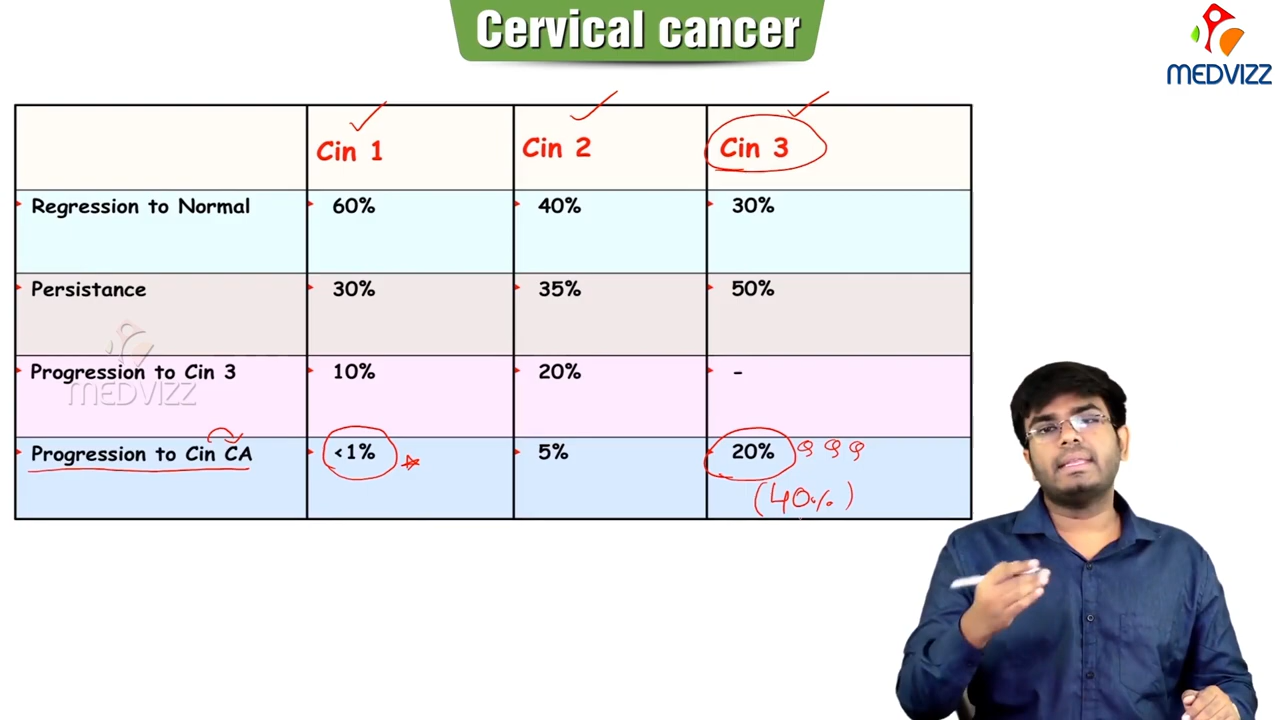 Cervical cancer
MEDVIZZ
Cin 1 Cin 2 Cin 3
Regression to Normal 60% 40% 30%
Persistance 30% 35% 50%
Progression to Cin 3 10% 20% -
MEDVIZZ
Progression to Cin CA <1% 5% 20%
(40%)